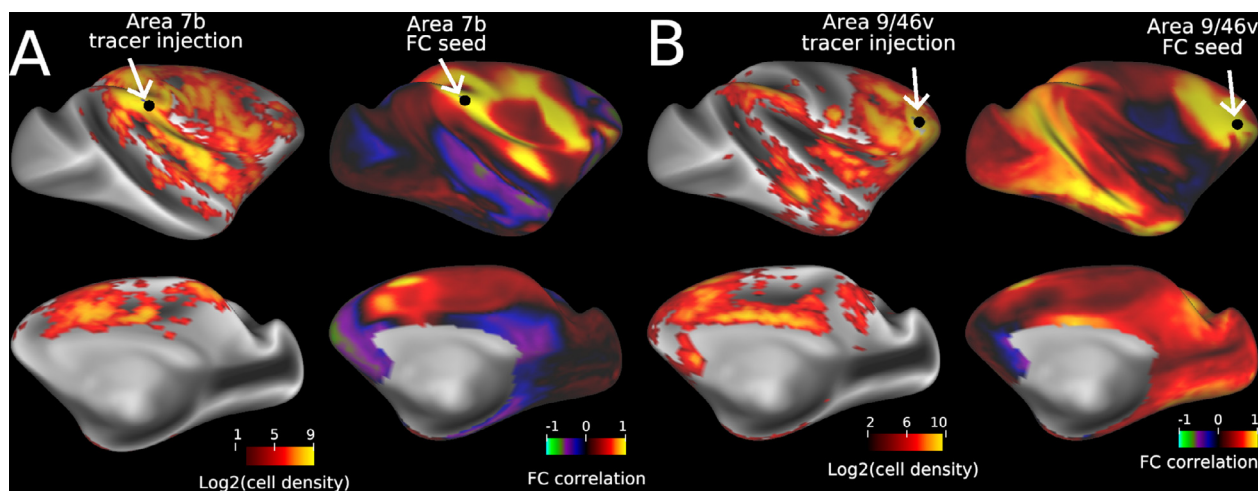 A
Area 7b
tracer injection
Area 7b
FC seed
B
Area 9/46v
tracer injection
Area 9/46v
FC seed
1 5 9
Log2(cell density)
-1 0 1
FC correlation
2 6 10
Log2(cell density)
-1 0 1
FC correlation